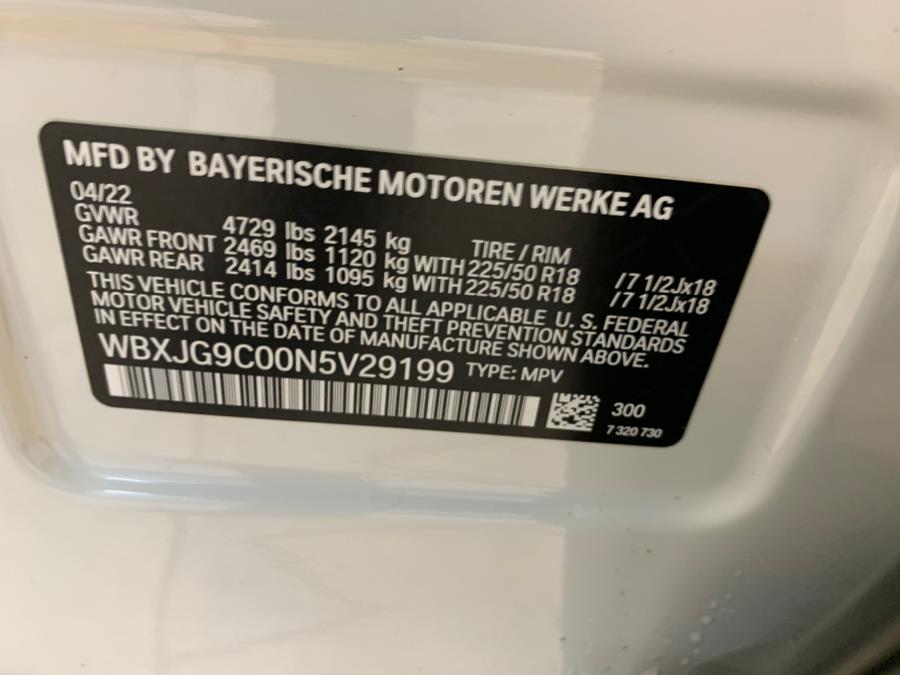 MFD BY BAYERISCHE MOTOREN WERKE AG
04/22
GVWR 4729 lbs 2145 kg TIRE / RIM
GAWR FRONT 2469 lbs 1120 kg WITH 225/50 R18 /7 1/2Jx18
GAWR REAR 2414 lbs 1095 kg WITH 225/50 R18 /7 1/2Jx18
THIS VEHICLE CONFORMS TO ALL APPLICABLE U. S. FEDERAL
MOTOR VEHICLE SAFETY AND THEFT PREVENTION STANDARDS
IN EFFECT ON THE DATE OF MANUFACTURE SHOWN ABOVE.
WBXJG9C00N5V29199 TYPE: MPV
300
7 320 730